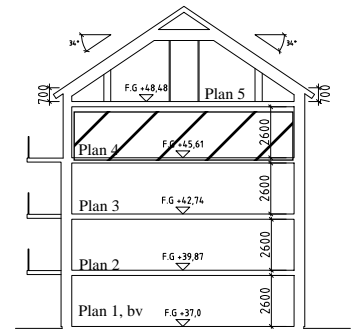 34° 34°
F.G +48,48
700 Plan 5 700
Plan 4 F.G +45,61 2600
F.G +42,74 2600
Plan 3
F.G +39,87 2600
Plan 2
Plan 1, bv F.G +37,0 2600